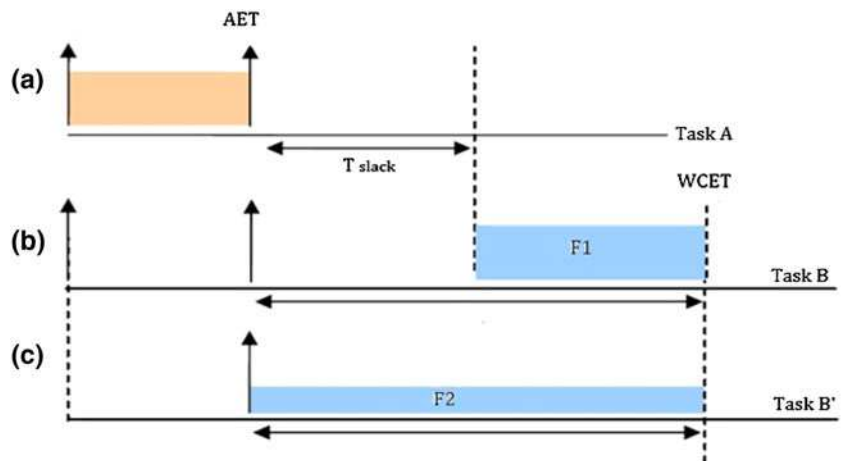 AET
(a)
Task A
T slack
WCET
(b)
F1
Task B
(c)
F2
Task B'